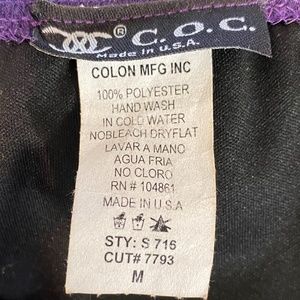 ® C.O.C.
Made in U.S.A.
COLON MFG INC
100% POLYESTER
HAND WASH
IN COLD WATER
NOBLEACH DRYFLAT
LAVAR A MANO
AGUA FRIA
NO CLORO
RN # 104861
MADE IN U.S.A
STY: S 716
CUT# 7793
M